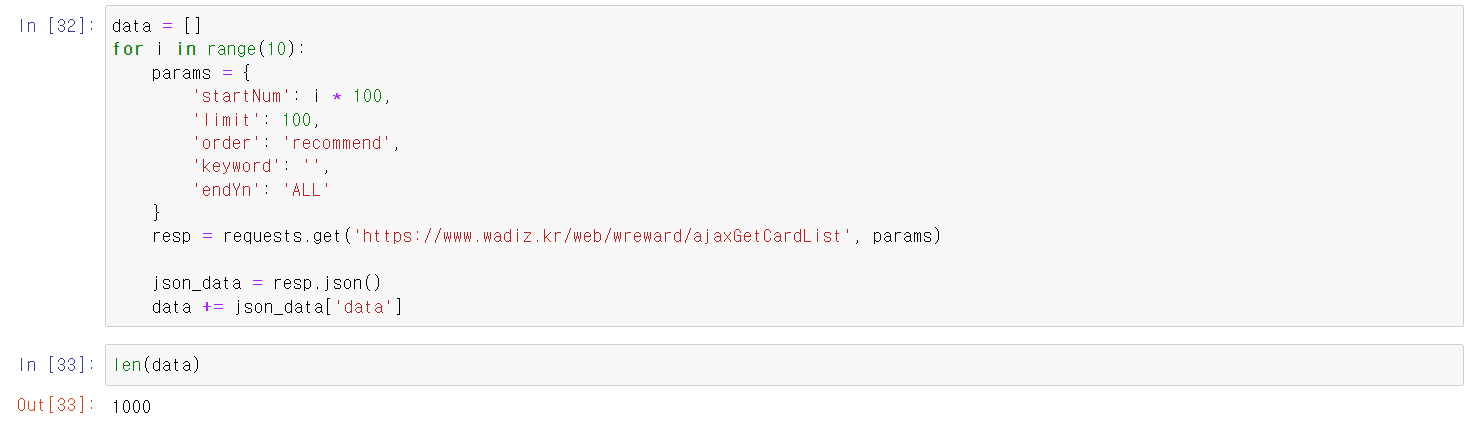 In [32]: data = []
for i in range(10):
    params = {
        'startNum': i * 100,
        'limit': 100,
        'order': 'recommend',
        'keyword': '',
        'endYn': 'ALL'
    }
    resp = requests.get('https://www.wadiz.kr/web/wreward/ajaxGetCardList', params)
    json_data = resp.json()
    data += json_data['data']
In [33]: len(data)
Out[33]: 1000